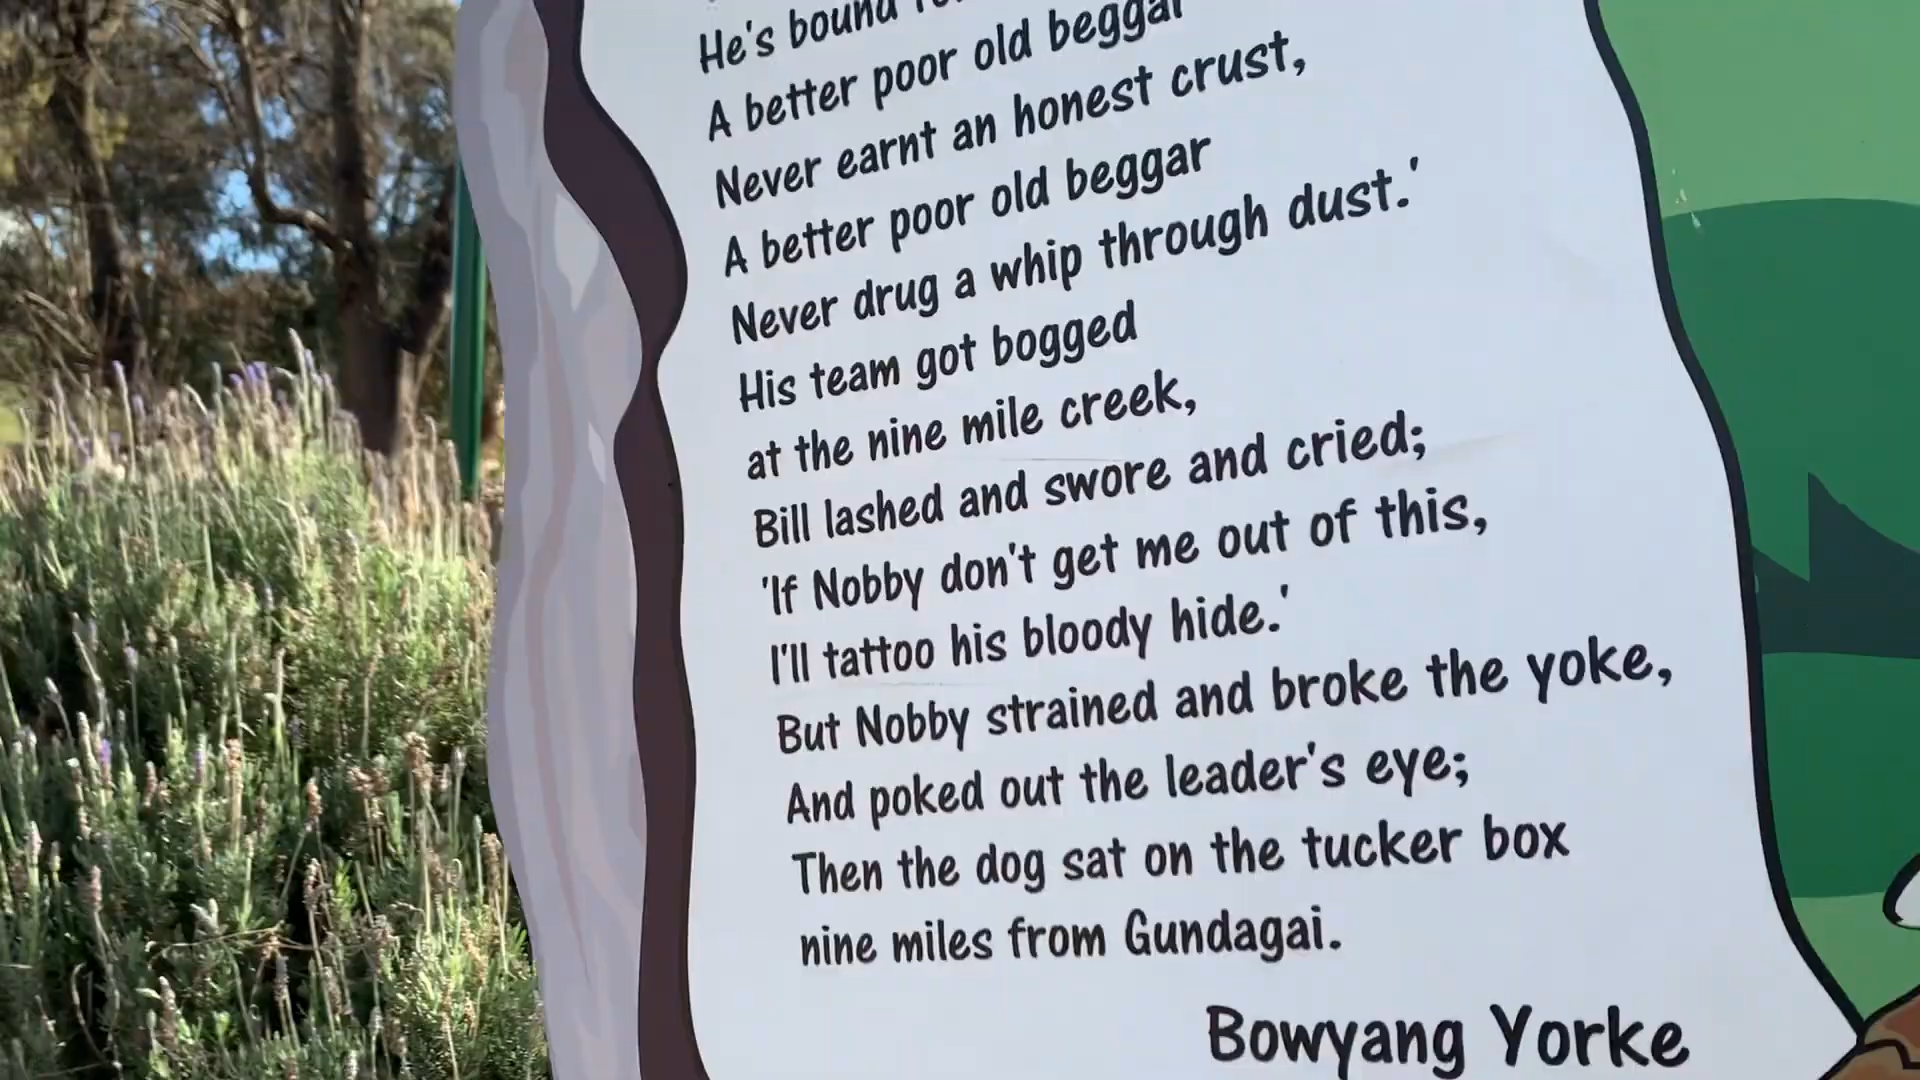 He's bound
A better poor old beggar
Never earnt an honest crust,
A better poor old beggar
Never drug a whip through dust.'
His team got bogged
at the nine mile creek,
Bill lashed and swore and cried;
'If Nobby don't get me out of this,
I'll tattoo his bloody hide.'
But Nobby strained and broke the yoke,
And poked out the leader's eye;
Then the dog sat on the tucker box
nine miles from Gundagai.
Bowyang Yorke